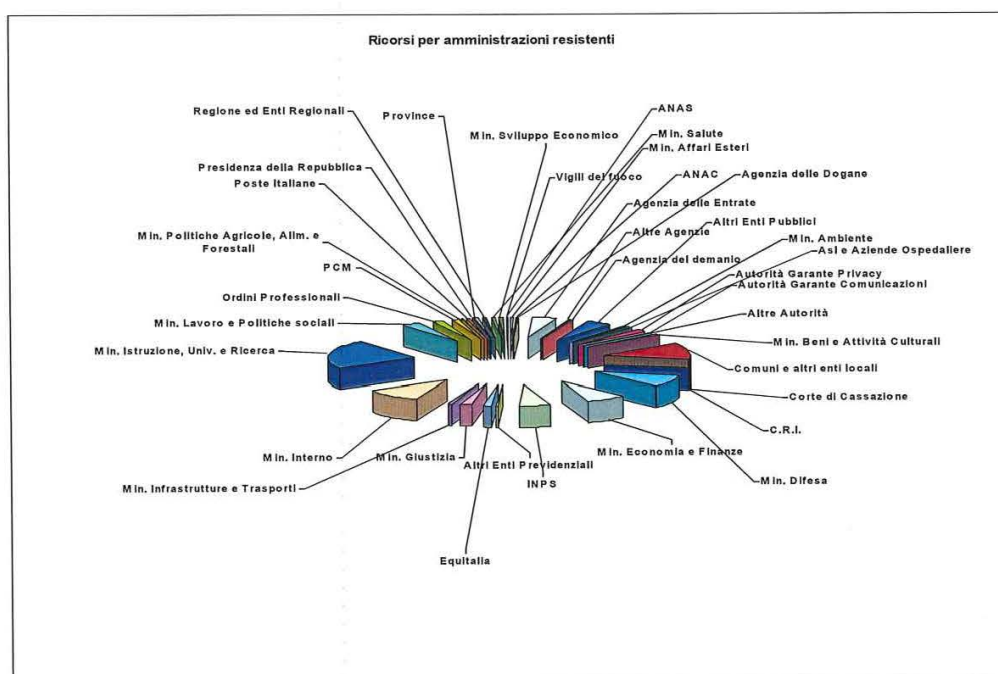 Ricorsi per amministrazioni resistenti
ANAS
Regione ed Enti Regionali
Province
Min. Sviluppo Economico
Min. Salute
Min. Affari Esteri
Presidenza della Repubblica
Vigili del fuoco
ANAC
Agenzia delle Dogane
Poste Italiane
Agenzia delle Entrate
Altri Enti Pubblici
Min. Politiche Agricole, Alim. e
Forestali
Altre Agenzie
Min. Ambiente
Asl e Aziende Ospedaliere
PCM
Agenzia del demanio
Autorità Garante Privacy
Autorità Garante Comunicazioni
Ordini Professionali
Altre Autorità
Min. Lavoro e Politiche sociali
Min. Beni e Attività Culturali
Min. Istruzione, Univ. e Ricerca
Comuni e altri enti locali
Corte di Cassazione
C.R.I.
Min. Interno
Min. Giustizia
Altri Enti Previdenziali
Min. Economia e Finanze
Min. Infrastrutture e Trasporti
INPS
Min. Difesa
Equitalia